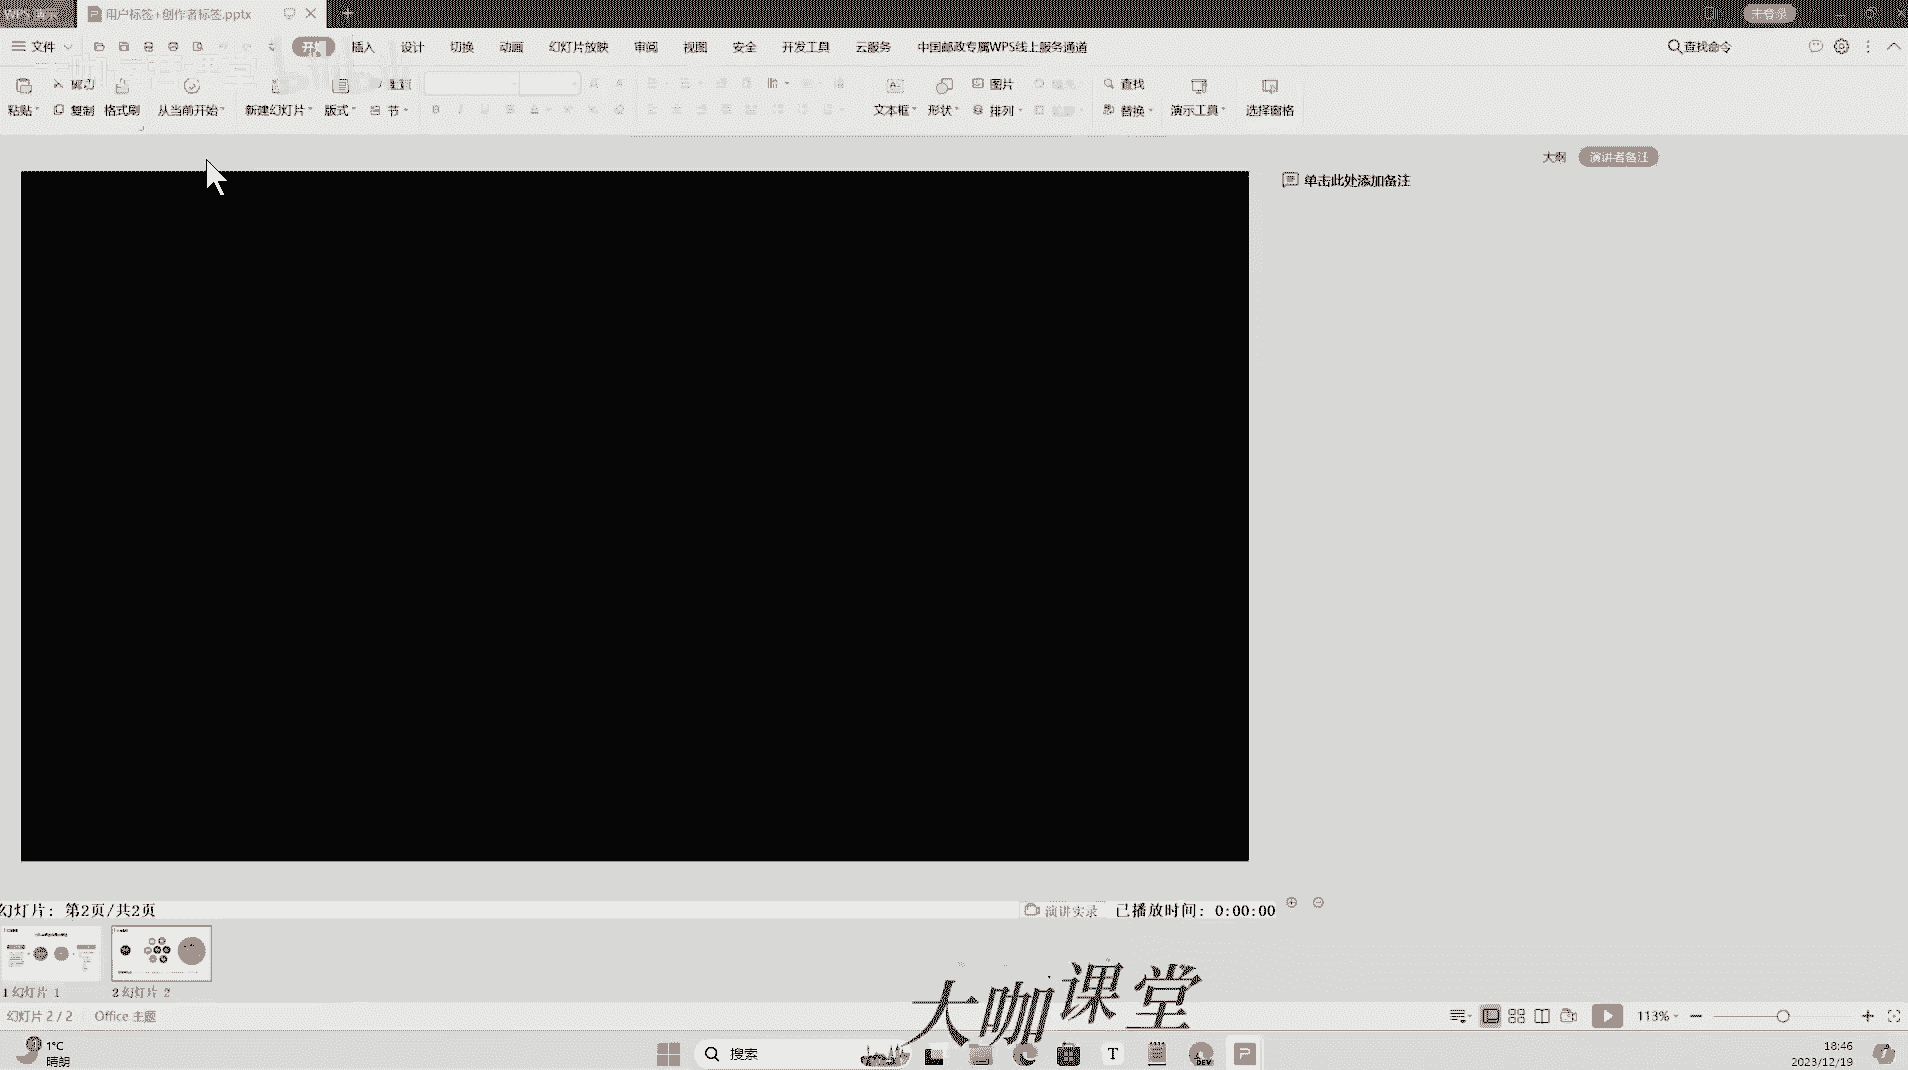 WPS 演示
用户标签+创作者标签.pptx
未登录
文件
开始
插入
设计
切换
动画
幻灯片放映
审阅
视图
安全
开发工具
云服务
中国邮政专属WPS线上服务通道
查找命令
粘贴
剪切
复制
格式刷
从当前开始
新建幻灯片
版式
重置
节
文本框
形状
图片
排列
查找
替换
演示工具
选择窗格
大纲
演讲者备注
单击此处添加备注
幻灯片: 第2页/共2页
演讲实录
已播放时间: 0:00:00
1 幻灯片 1
2 幻灯片 2
大咖课堂
幻灯片 2 / 2
Office 主题
113%
1°C
晴朗
搜索
T
DEV
18:46
2023/12/19